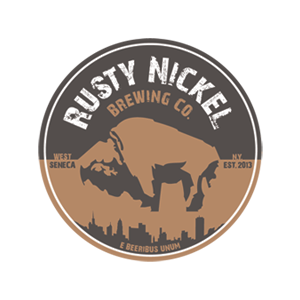 RUSTY NICKEL
BREWING CO.
WEST
SENECA
NY
EST. 2013
E BEERIBUS UNUM